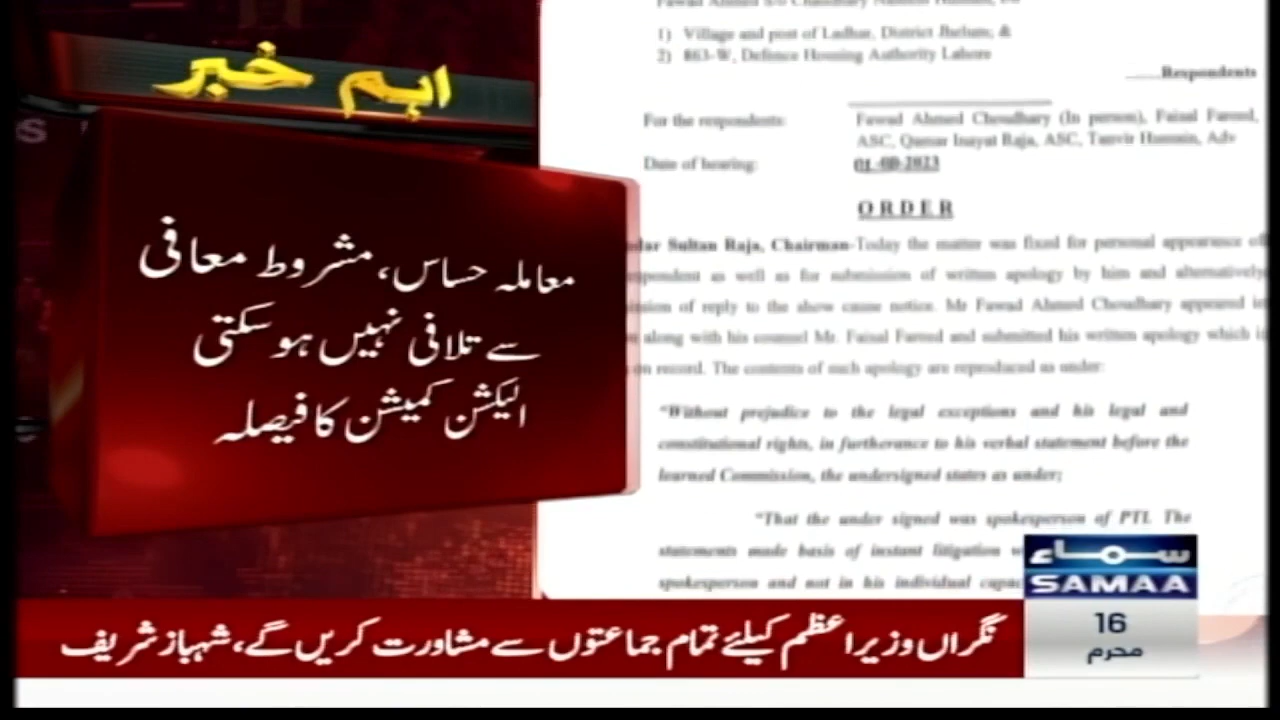 اہم خبر
معاملہ حساس، مشروط معافی
سے تلافی نہیں ہوسکتی
الیکشن کمیشن کا فیصلہ
1) Village and post of Ladhar, District Jhelum; &
2) 863-W, Defence Housing Authority Lahore
Respondents
For the respondents:
Fawad Ahmed Choudhary (In person), Faisal Fareed,
ASC, Qamar Inayat Raja, ASC, Tanvir Hussain, Adv
Date of hearing:
ORDER
dar Sultan Raja, Chairman-Today the matter was fixed for personal appearance of
pondent as well as for submission of written apology by him and alternatively
sion of reply to the show cause notice. Mr Fawad Ahmed Choudhary appeared in
along with his counsel Mr. Faisal Fareed and submitted his written apology which is
on record. The contents of such apology are reproduced as under:
"Without prejudice to the legal exceptions and his legal and
constitutional rights, in furtherance to his verbal statement before the
learned Commission, the undersigned states as under;
"That the under signed was spokesperson of PTI. The
statements made basis of instant litigation w
spokesperson and not in his individual capac
سماء
SAMAA
16
محرم
نگراں وزیراعظم کیلئے تمام جماعتوں سے مشاورت کریں گے، شہباز شریف